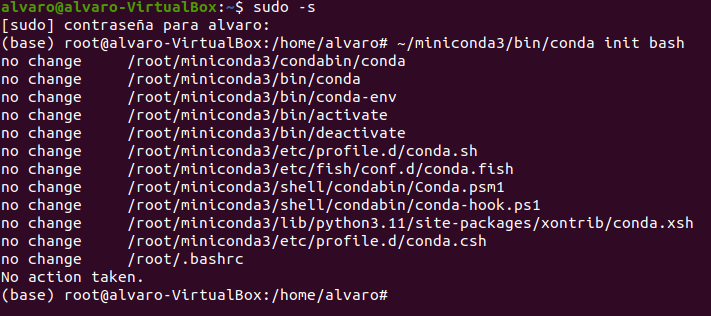 alvaro@alvaro-VirtualBox:~$ sudo -s
[sudo] contraseña para alvaro:
(base) root@alvaro-VirtualBox:/home/alvaro# ~/miniconda3/bin/conda init bash
no change     /root/miniconda3/condabin/conda
no change     /root/miniconda3/bin/conda
no change     /root/miniconda3/bin/conda-env
no change     /root/miniconda3/bin/activate
no change     /root/miniconda3/bin/deactivate
no change     /root/miniconda3/etc/profile.d/conda.sh
no change     /root/miniconda3/etc/fish/conf.d/conda.fish
no change     /root/miniconda3/shell/condabin/Conda.psm1
no change     /root/miniconda3/shell/condabin/conda-hook.ps1
no change     /root/miniconda3/lib/python3.11/site-packages/xontrib/conda.xsh
no change     /root/miniconda3/etc/profile.d/conda.csh
no change     /root/.bashrc
No action taken.
(base) root@alvaro-VirtualBox:/home/alvaro#